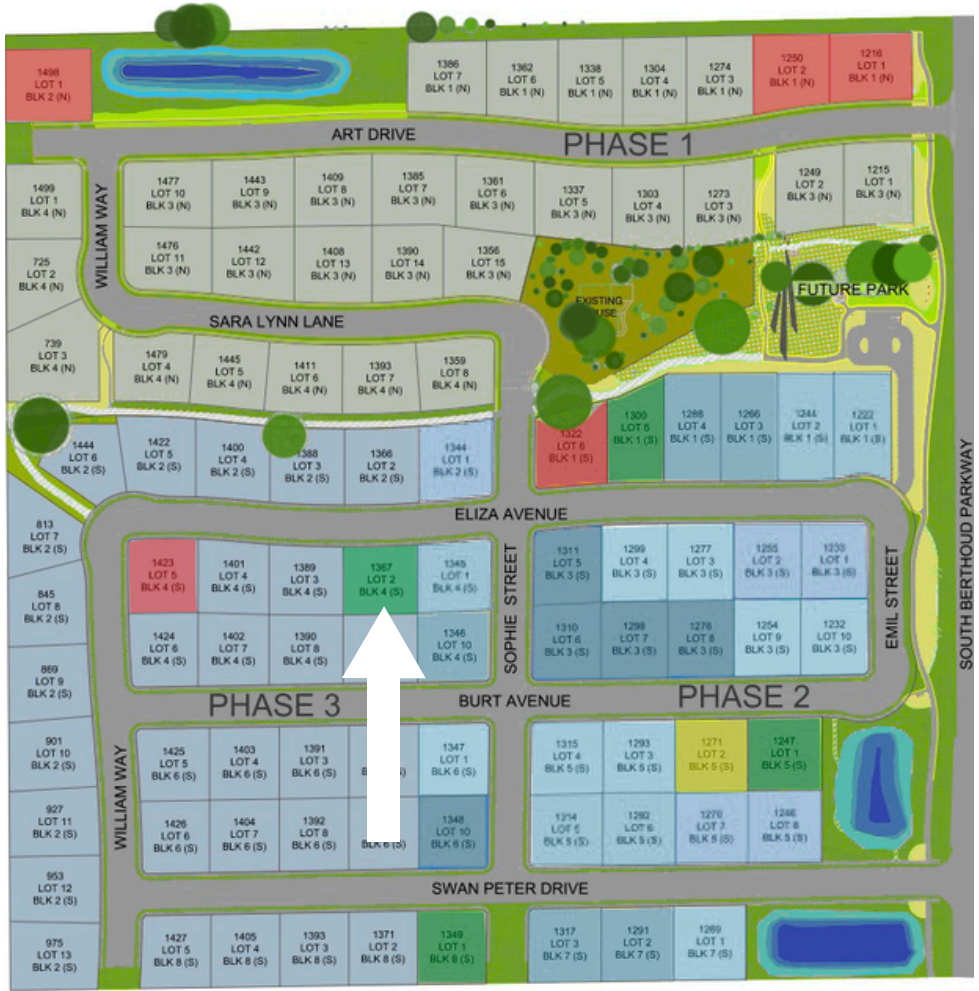 1498
LOT 1
BLK 2 (N)
1386
LOT 7
BLK 1 (N)
1362
LOT 6
BLK 1 (N)
1338
LOT 5
BLK 1 (N)
1304
LOT 4
BLK 1 (N)
1274
LOT 3
BLK 1 (N)
1250
LOT 2
BLK 1 (N)
1216
LOT 1
BLK 1 (N)
ART DRIVE
PHASE 1
1499
LOT 1
BLK 4 (N)
WILLIAM WAY
1477
LOT 10
BLK 3 (N)
1443
LOT 9
BLK 3 (N)
1409
LOT 8
BLK 3 (N)
1385
LOT 7
BLK 3 (N)
1361
LOT 6
BLK 3 (N)
1337
LOT 5
BLK 3 (N)
1303
LOT 4
BLK 3 (N)
1273
LOT 3
BLK 3 (N)
1249
LOT 2
BLK 3 (N)
1215
LOT 1
BLK 3 (N)
725
LOT 2
BLK 4 (N)
1476
LOT 11
BLK 3 (N)
1442
LOT 12
BLK 3 (N)
1408
LOT 13
BLK 3 (N)
1390
LOT 14
BLK 3 (N)
1356
LOT 15
BLK 3 (N)
EXISTING
FUTURE PARK
SARA LYNN LANE
739
LOT 3
BLK 4 (N)
1479
LOT 4
BLK 4 (N)
1445
LOT 5
BLK 4 (N)
1411
LOT 6
BLK 4 (N)
1393
LOT 7
BLK 4 (N)
1359
LOT 8
BLK 4 (N)
1444
LOT 6
BLK 2 (S)
1422
LOT 5
BLK 2 (S)
1400
LOT 4
BLK 2 (S)
1388
LOT 3
BLK 2 (S)
1366
LOT 2
BLK 2 (S)
1344
LOT 1
BLK 2 (S)
1322
LOT 6
BLK 1 (S)
1300
LOT 5
BLK 1 (S)
1288
LOT 4
BLK 1 (S)
1266
LOT 3
BLK 1 (S)
1244
LOT 2
BLK 1 (S)
1222
LOT 1
BLK 1 (S)
SOUTH BERTHOUD PARKWAY
ELIZA AVENUE
813
LOT 7
BLK 2 (S)
1423
LOT 5
BLK 4 (S)
1401
LOT 4
BLK 4 (S)
1389
LOT 3
BLK 4 (S)
1367
LOT 2
BLK 4 (S)
1345
LOT 1
BLK 4 (S)
SOPHIE STREET
1311
LOT 5
BLK 3 (S)
1299
LOT 4
BLK 3 (S)
1277
LOT 3
BLK 3 (S)
1255
LOT 2
BLK 3 (S)
1233
LOT 1
BLK 3 (S)
EMIL STREET
845
LOT 8
BLK 2 (S)
1424
LOT 6
BLK 4 (S)
1402
LOT 7
BLK 4 (S)
1390
LOT 8
BLK 4 (S)
1346
LOT 10
BLK 4 (S)
1310
LOT 6
BLK 3 (S)
1298
LOT 7
BLK 3 (S)
1276
LOT 8
BLK 3 (S)
1254
LOT 9
BLK 3 (S)
1232
LOT 10
BLK 3 (S)
869
LOT 9
BLK 2 (S)
PHASE 3
BURT AVENUE
PHASE 2
901
LOT 10
BLK 2 (S)
WILLIAM WAY
1425
LOT 5
BLK 6 (S)
1403
LOT 4
BLK 6 (S)
1391
LOT 3
BLK 6 (S)
1347
LOT 1
BLK 6 (S)
1315
LOT 4
BLK 5 (S)
1293
LOT 3
BLK 5 (S)
1271
LOT 2
BLK 5 (S)
1247
LOT 1
BLK 5 (S)
927
LOT 11
BLK 2 (S)
1426
LOT 6
BLK 6 (S)
1404
LOT 7
BLK 6 (S)
1392
LOT 8
BLK 6 (S)
BLK 6 (S)
1348
LOT 10
BLK 6 (S)
1314
LOT 5
BLK 5 (S)
1292
LOT 6
BLK 5 (S)
1270
LOT 7
BLK 5 (S)
1246
LOT 8
BLK 5 (S)
953
LOT 12
BLK 2 (S)
SWAN PETER DRIVE
975
LOT 13
BLK 2 (S)
1427
LOT 5
BLK 8 (S)
1405
LOT 4
BLK 8 (S)
1393
LOT 3
BLK 8 (S)
1371
LOT 2
BLK 8 (S)
1349
LOT 1
BLK 8 (S)
1317
LOT 3
BLK 7 (S)
1291
LOT 2
BLK 7 (S)
1269
LOT 1
BLK 7 (S)